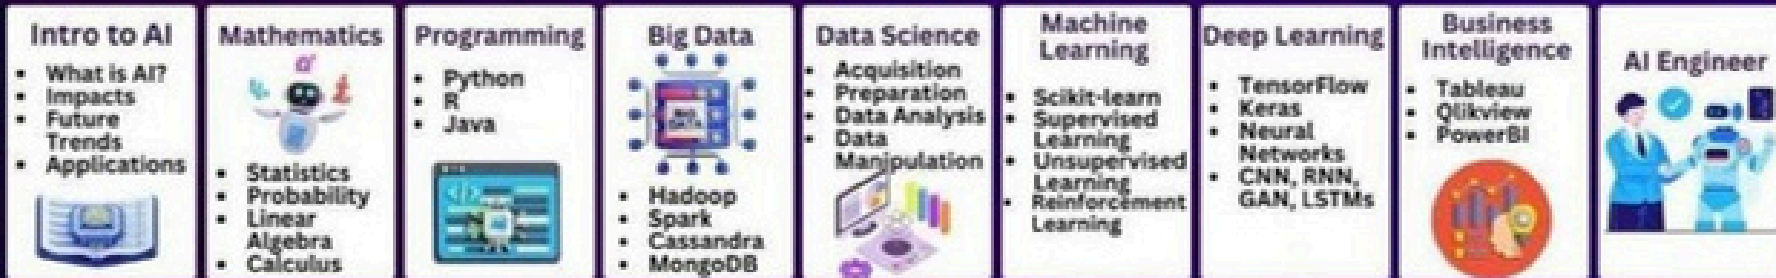 Intro to AI
• What is AI?
• Impacts
• Future
Trends
• Applications
Mathematics
• Statistics
• Probability
• Linear
Algebra
• Calculus
Programming
• Python
• R
• Java
Big Data
BIG
DATA
• Hadoop
• Spark
• Cassandra
• MongoDB
Data Science
• Acquisition
• Preparation
• Data Analysis
• Data
Manipulation
Machine
Learning
• Scikit-learn
• Supervised
Learning
• Unsupervised
Learning
• Reinforcement
Learning
Deep Learning
• TensorFlow
• Keras
• Neural
Networks
• CNN, RNN,
GAN, LSTMs
Business
Intelligence
• Tableau
• Qlikview
• PowerBI
AI Engineer